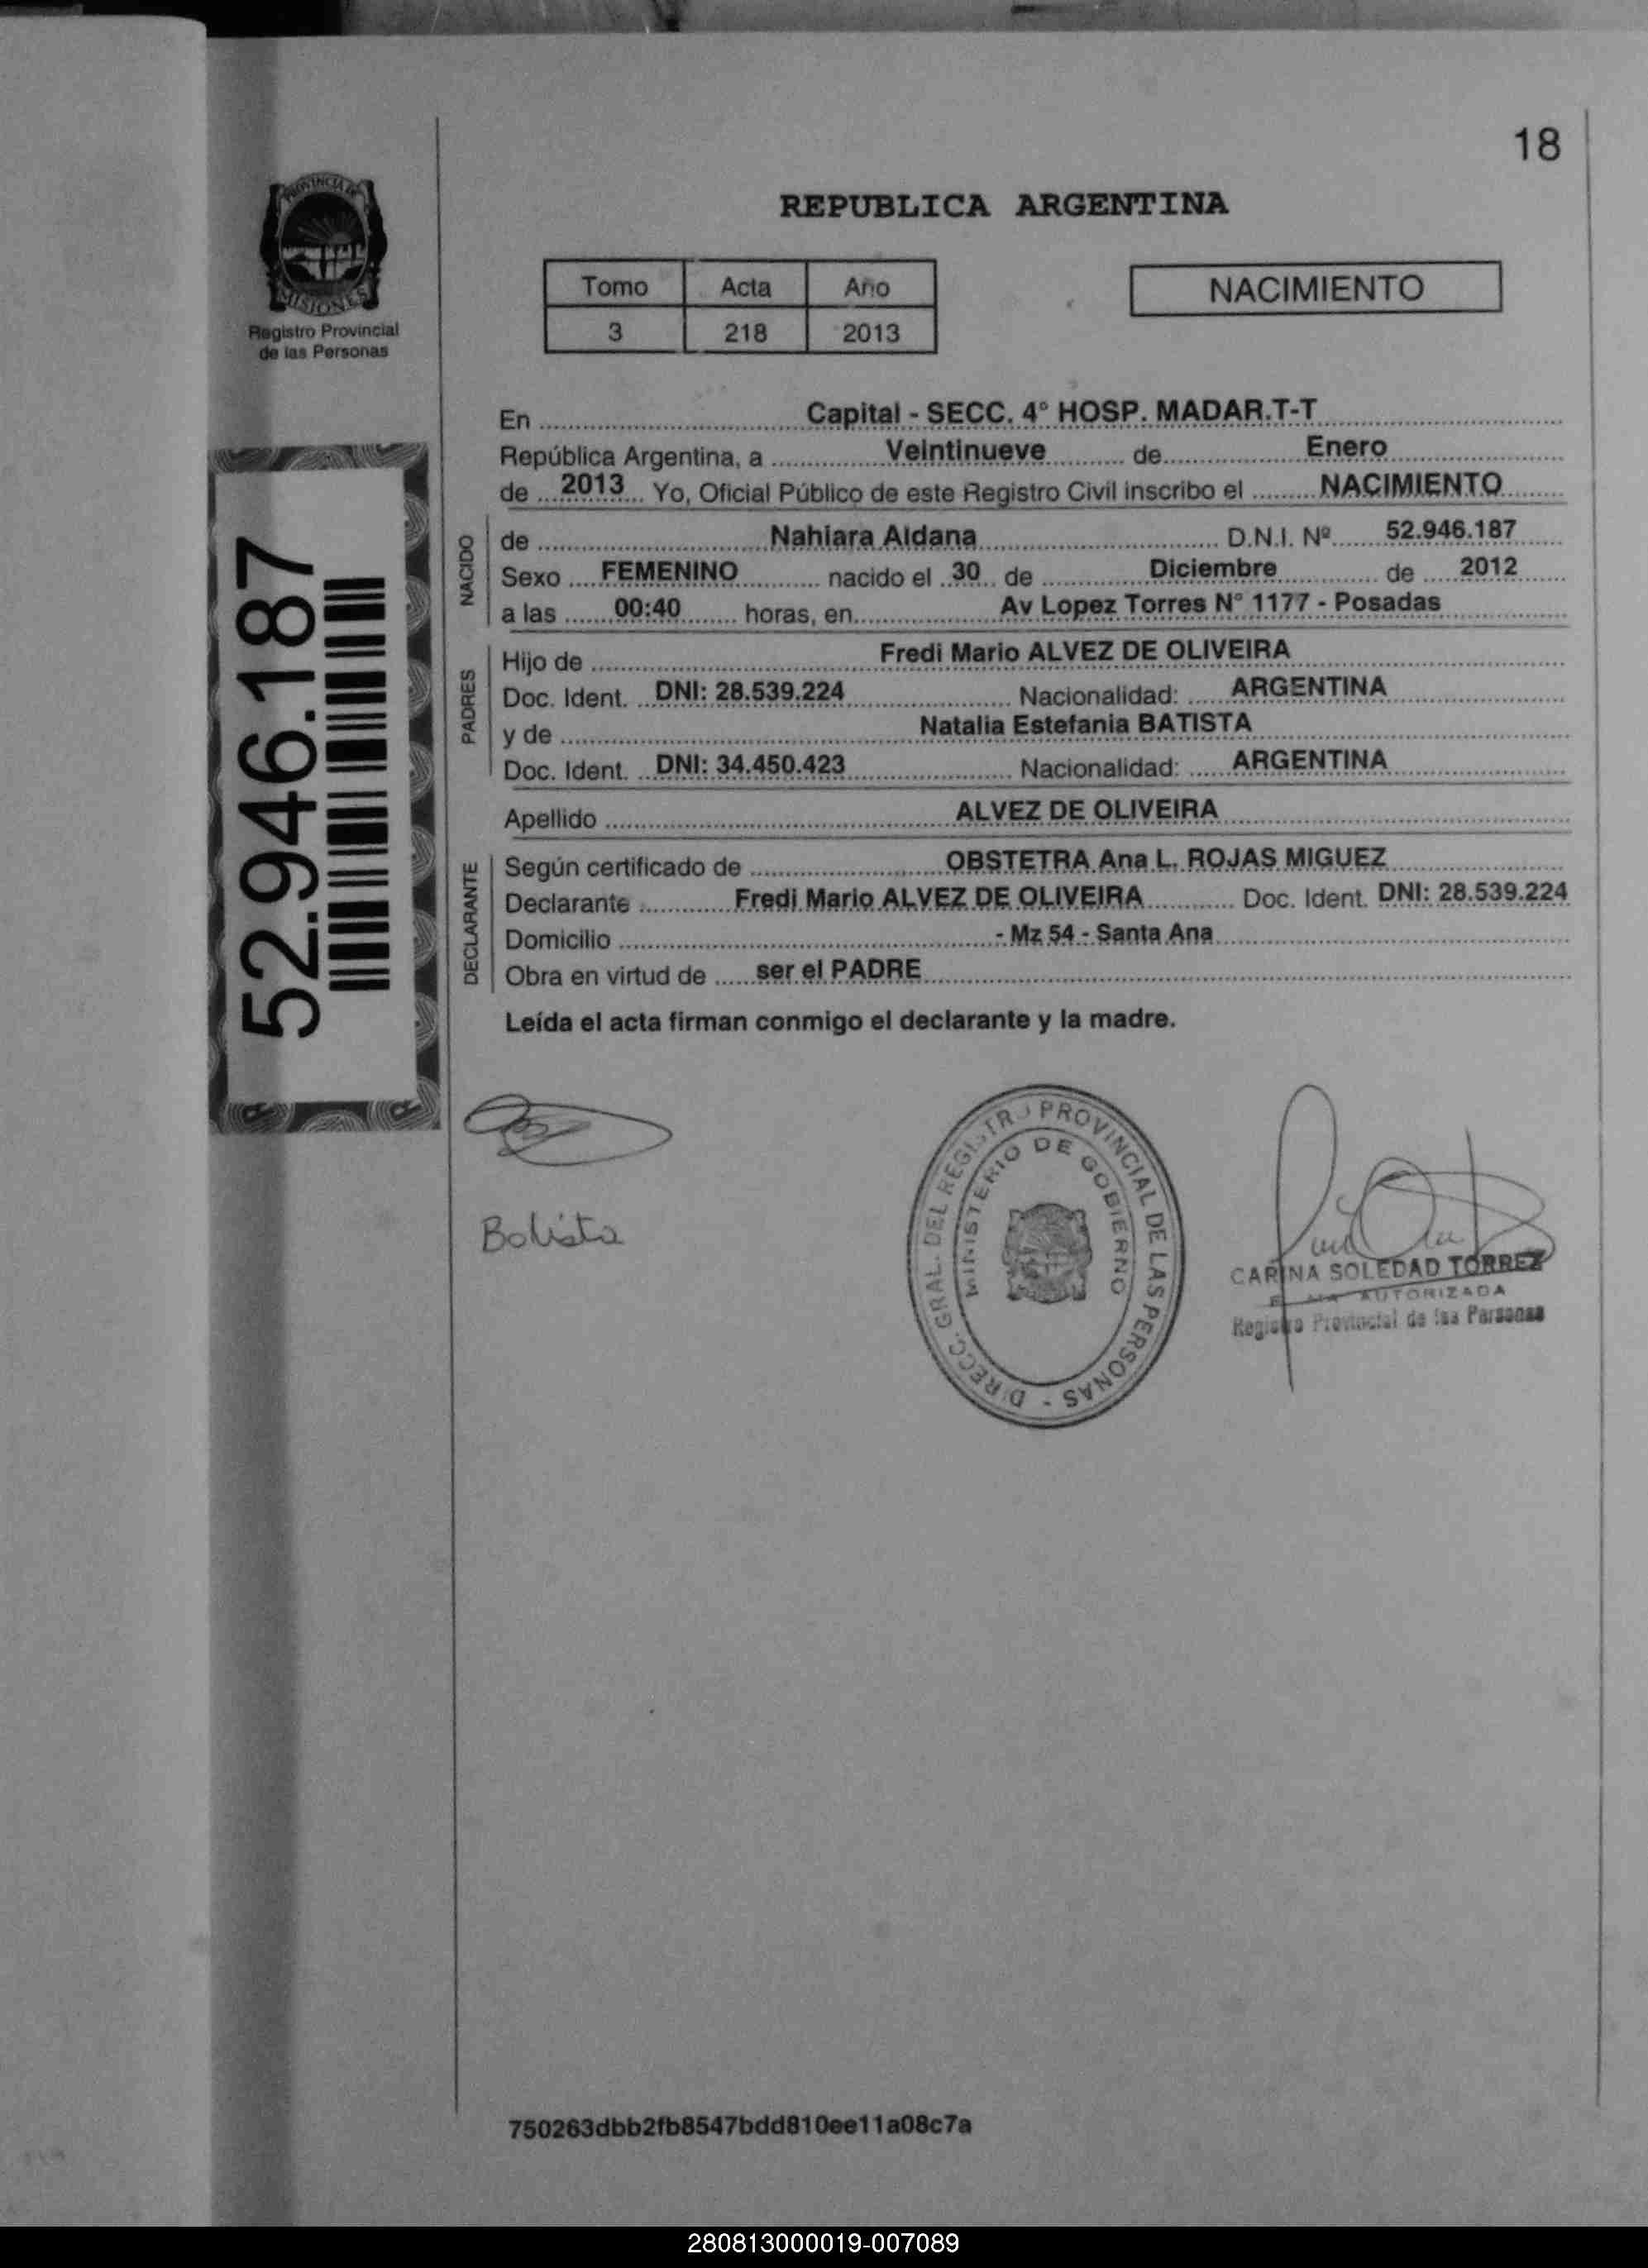 18
PROVINCIA DE
MISIONES
Registro Provincial
de las Personas
REPUBLICA ARGENTINA
Tomo Acta Año
3 218 2013
NACIMIENTO
52.946.187
En Capital - SECC. 4° HOSP. MADAR.T-T
República Argentina, a Veintinueve de Enero
de 2013 Yo, Oficial Público de este Registro Civil inscribo el NACIMIENTO
NACIDO
de Nahiara Aldana D.N.I. Nº 52.946.187
Sexo FEMENINO nacido el 30 de Diciembre de 2012
a las 00:40 horas, en Av Lopez Torres N° 1177 - Posadas
PADRES
Hijo de Fredi Mario ALVEZ DE OLIVEIRA
Doc. Ident. DNI: 28.539.224 Nacionalidad: ARGENTINA
y de Natalia Estefania BATISTA
Doc. Ident. DNI: 34.450.423 Nacionalidad: ARGENTINA
Apellido ALVEZ DE OLIVEIRA
DECLARANTE
Según certificado de OBSTETRA Ana L. ROJAS MIGUEZ
Declarante Fredi Mario ALVEZ DE OLIVEIRA Doc. Ident. DNI: 28.539.224
Domicilio - Mz 54 - Santa Ana
Obra en virtud de ser el PADRE
Leída el acta firman conmigo el declarante y la madre.
Batista
DIRECC. GRAL. DEL REGISTRO PROVINCIAL DE LAS PERSONAS -
MINISTERIO DE GOBIERNO
CARINA SOLEDAD TORREZ
AUTORIZADA
Registro Provincial de las Personas
750263dbb2fb8547bdd810ee11a08c7a
280813000019-007089